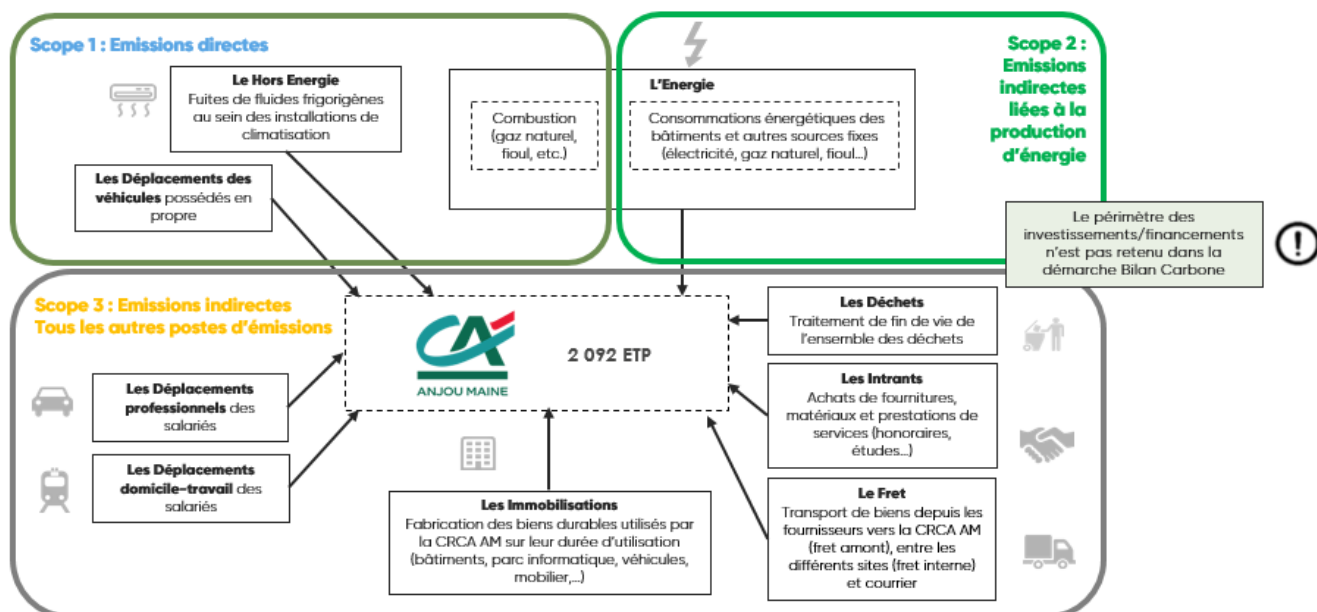 Scope 1 : Emissions directes
Le Hors Energie
Fuites de fluides frigorigènes
au sein des installations de
climatisation
Les Déplacements des
véhicules possédés en
propre
L'Energie
Combustion
(gaz naturel,
fioul, etc.)
Consommations énergétiques des
bâtiments et autres sources fixes
(électricité, gaz naturel, fioul...)
Scope 2 :
Emissions
indirectes
liées à la
production
d'énergie
Le périmètre des
investissements/financements
n'est pas retenu dans la
démarche Bilan Carbone
Scope 3 : Emissions indirectes
Tous les autres postes d'émissions
CA
ANJOU MAINE
2 092 ETP
Les Déplacements
professionnels des
salariés
Les Déplacements
domicile-travail des
salariés
Les Immobilisations
Fabrication des biens durables utilisés par
la CRCA AM sur leur durée d'utilisation
(bâtiments, parc informatique, véhicules,
mobilier,...)
Les Déchets
Traitement de fin de vie de
l'ensemble des déchets
Les Intrants
Achats de fournitures,
matériaux et prestations de
services (honoraires,
études...)
Le Fret
Transport de biens depuis les
fournisseurs vers la CRCA AM
(fret amont), entre les
différents sites (fret interne)
et courrier